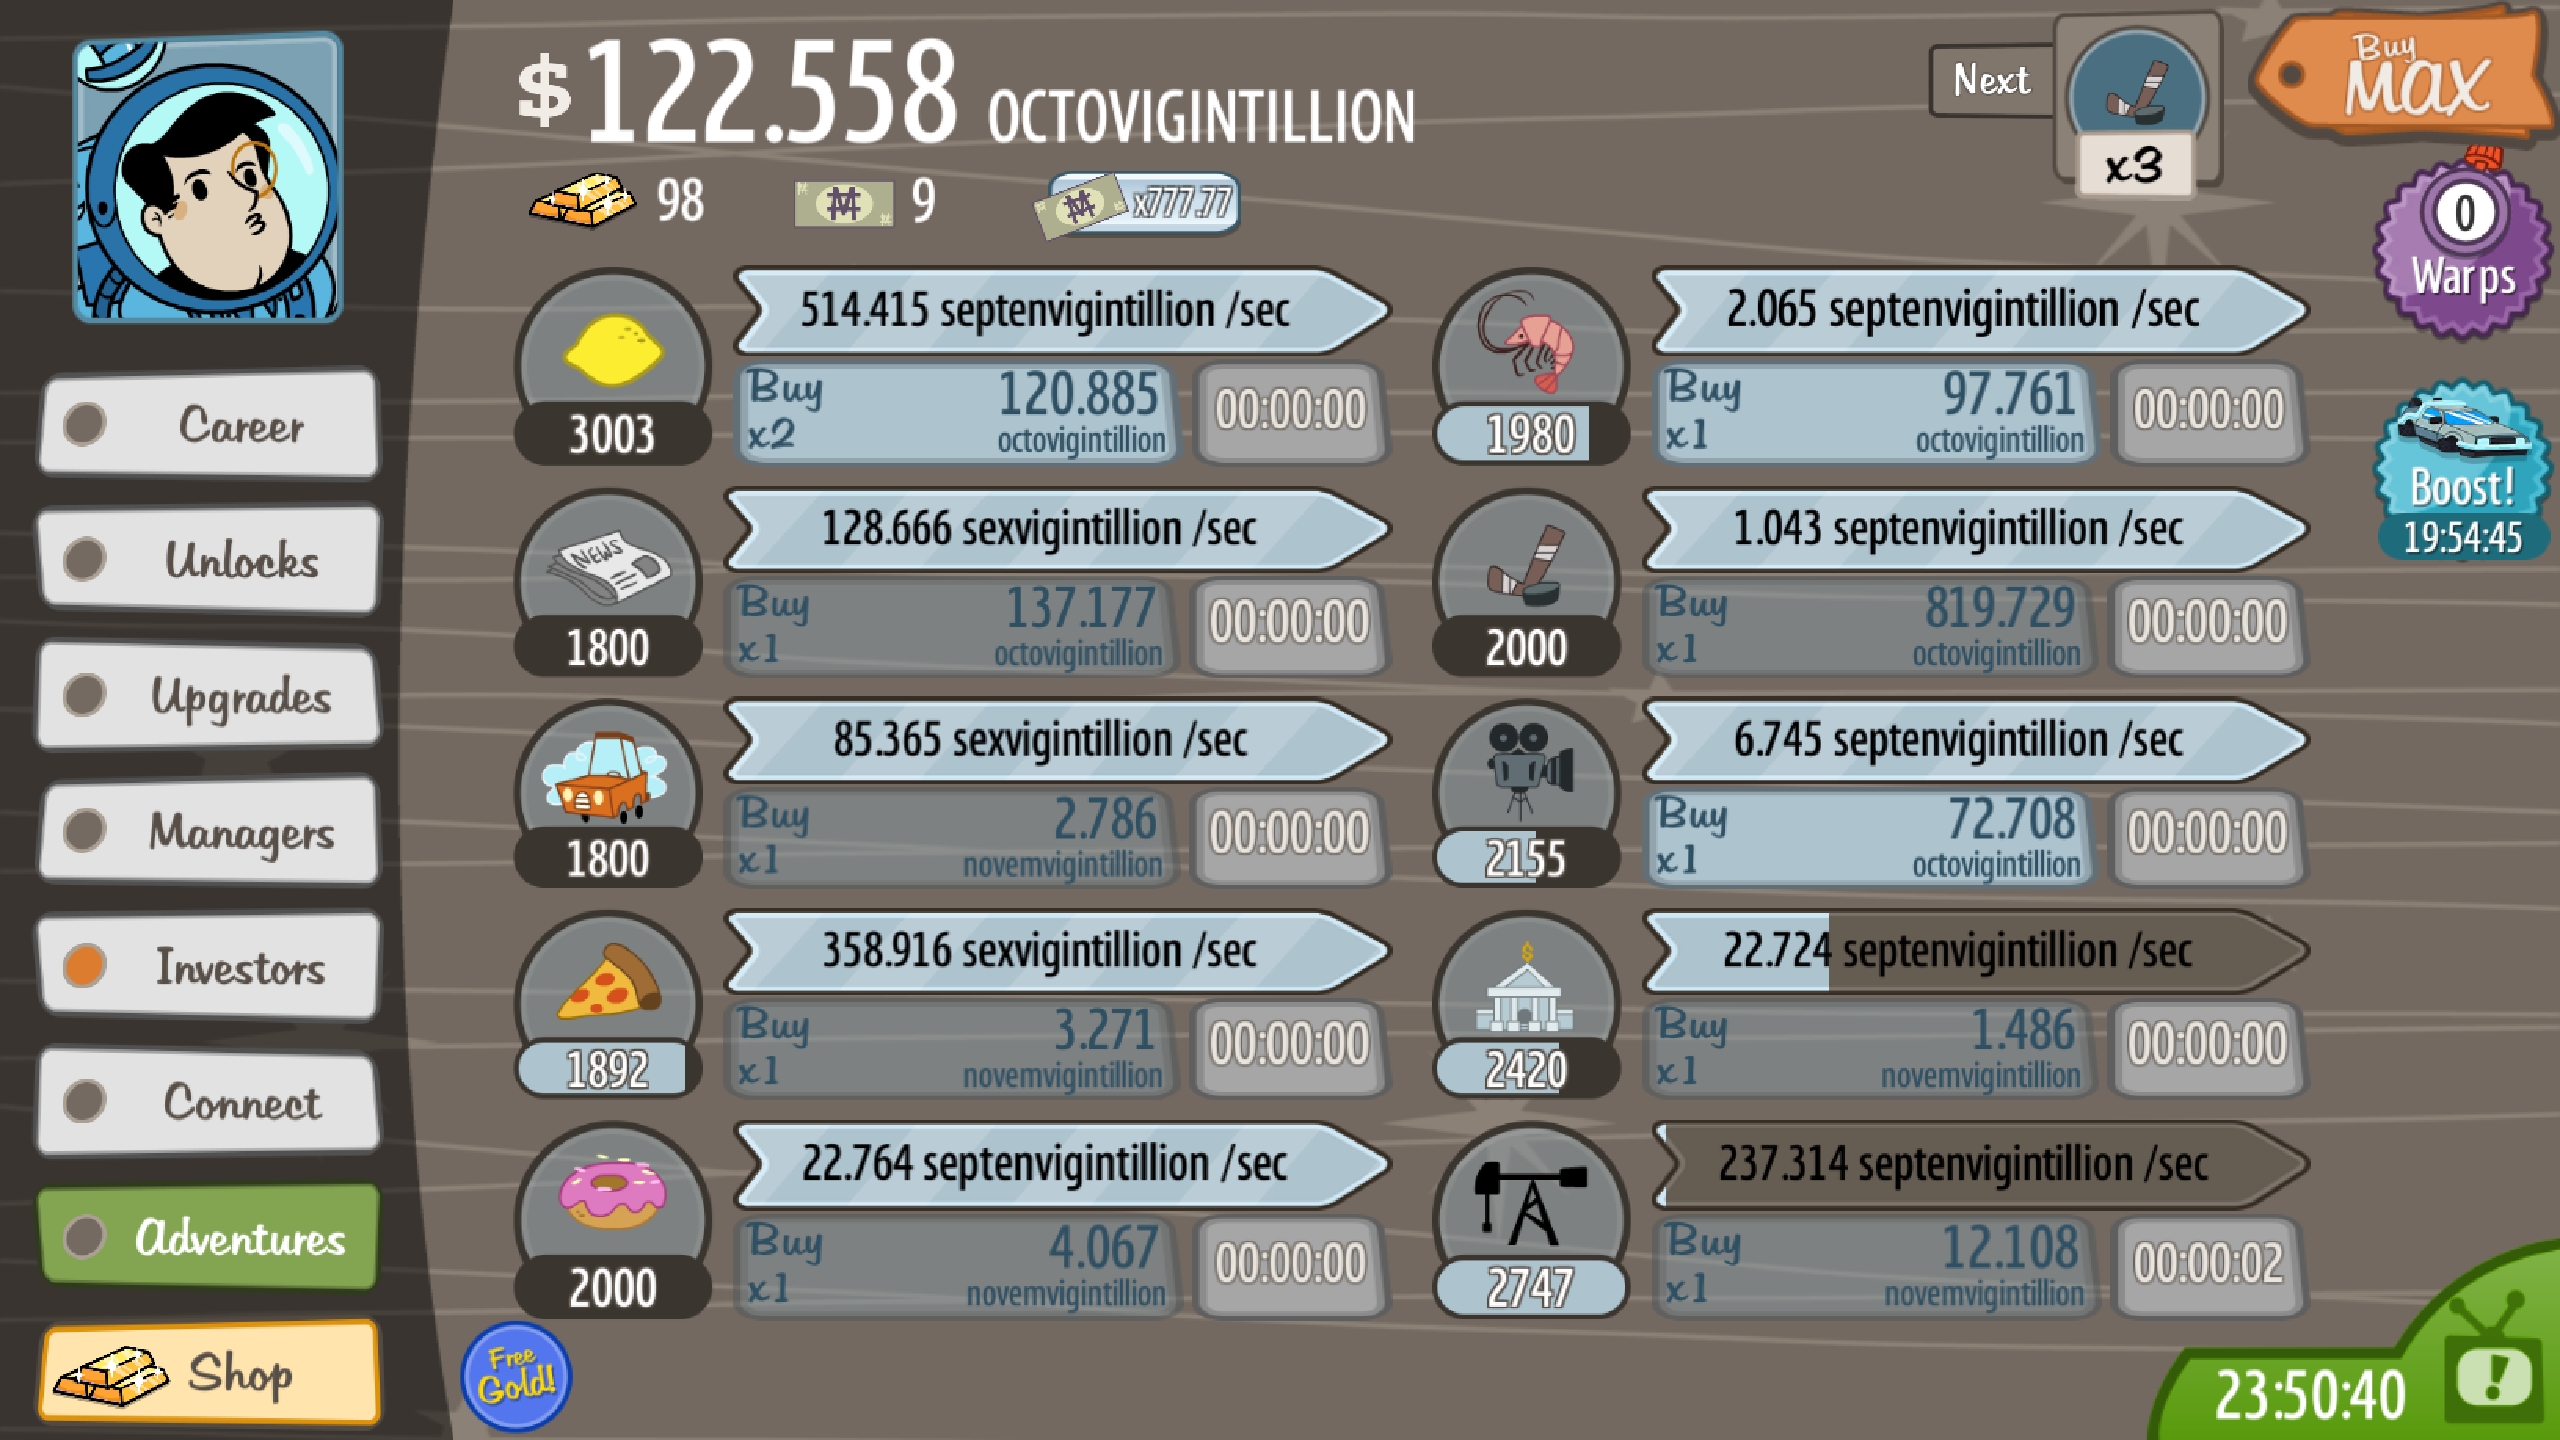 $122.558 OCTOVIGINTILLION
Next
x3
Buy
MAX
98
9
x777.77
0
Warps
Boost!
19:54:45
Career
Unlocks
Upgrades
Managers
Investors
Connect
Adventures
Shop
514.415 septenvigintillion /sec
3003
Buy
x2
120.885
octovigintillion
00:00:00
2.065 septenvigintillion /sec
1980
Buy
x1
97.761
octovigintillion
00:00:00
NEWS
128.666 sexvigintillion /sec
1800
Buy
x1
137.177
octovigintillion
00:00:00
1.043 septenvigintillion /sec
2000
Buy
x1
819.729
octovigintillion
00:00:00
85.365 sexvigintillion /sec
1800
Buy
x1
2.786
novemvigintillion
00:00:00
6.745 septenvigintillion /sec
2155
Buy
x1
72.708
octovigintillion
00:00:00
358.916 sexvigintillion /sec
1892
Buy
x1
3.271
novemvigintillion
00:00:00
$
22.724 septenvigintillion /sec
2420
Buy
x1
1.486
novemvigintillion
00:00:00
22.764 septenvigintillion /sec
2000
Buy
x1
4.067
novemvigintillion
00:00:00
237.314 septenvigintillion /sec
2747
Buy
x1
12.108
novemvigintillion
00:00:02
Free
Gold!
23:50:40
!